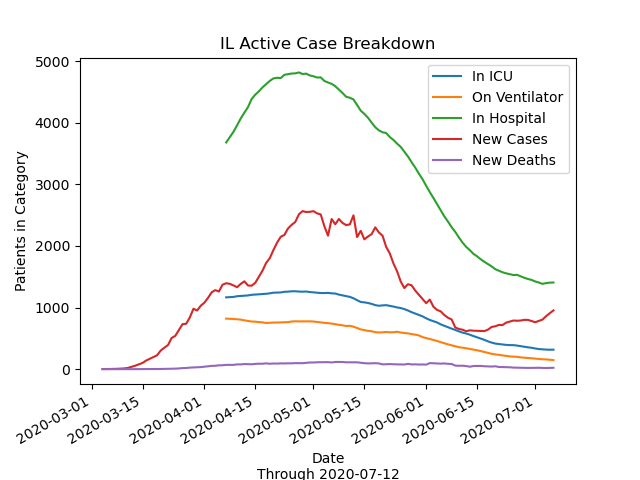 IL Active Case Breakdown
5000
4000
3000
2000
1000
0
Patients in Category
In ICU
On Ventilator
In Hospital
New Cases
New Deaths
2020-03-01
2020-03-15
2020-04-01
2020-04-15
2020-05-01
2020-05-15
2020-06-01
2020-06-15
2020-07-01
Date
Through 2020-07-12